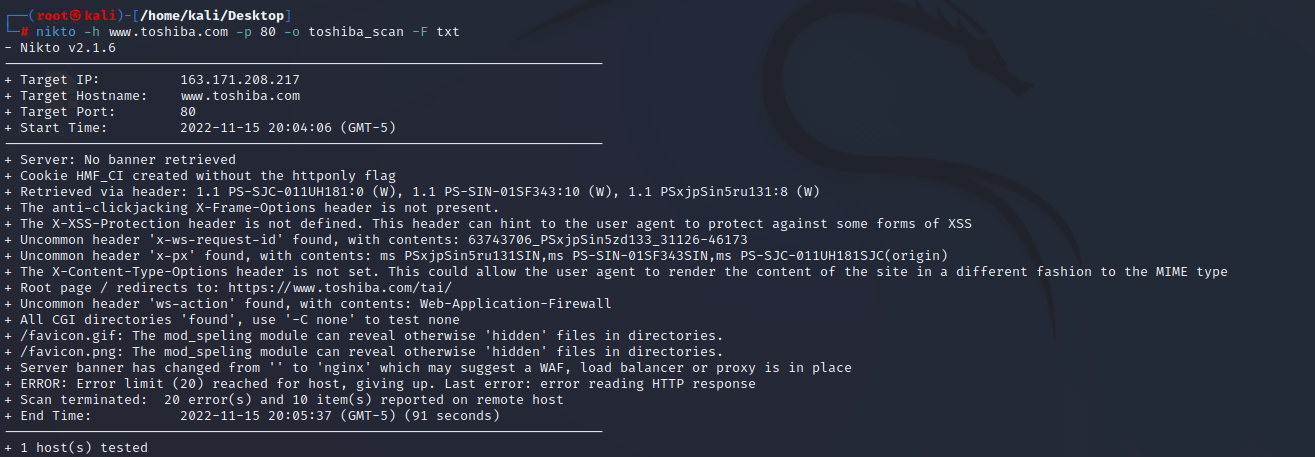 ┌──(root㉿kali)-[/home/kali/Desktop]
└─# nikto -h www.toshiba.com -p 80 -o toshiba_scan -F txt
- Nikto v2.1.6
---------------------------------------------------------------------------
+ Target IP:          163.171.208.217
+ Target Hostname:    www.toshiba.com
+ Target Port:        80
+ Start Time:         2022-11-15 20:04:06 (GMT-5)
---------------------------------------------------------------------------
+ Server: No banner retrieved
+ Cookie HMF_CI created without the httponly flag
+ Retrieved via header: 1.1 PS-SJC-011UH181:0 (W), 1.1 PS-SIN-01SF343:10 (W), 1.1 PSxjpSin5ru131:8 (W)
+ The anti-clickjacking X-Frame-Options header is not present.
+ The X-XSS-Protection header is not defined. This header can hint to the user agent to protect against some forms of XSS
+ Uncommon header 'x-ws-request-id' found, with contents: 63743706_PSxjpSin5zd133_31126-46173
+ Uncommon header 'x-px' found, with contents: ms PSxjpSin5ru131SIN,ms PS-SIN-01SF343SIN,ms PS-SJC-011UH181SJC(origin)
+ The X-Content-Type-Options header is not set. This could allow the user agent to render the content of the site in a different fashion to the MIME type
+ Root page / redirects to: https://www.toshiba.com/tai/
+ Uncommon header 'ws-action' found, with contents: Web-Application-Firewall
+ All CGI directories 'found', use '-C none' to test none
+ /favicon.gif: The mod_speling module can reveal otherwise 'hidden' files in directories.
+ /favicon.png: The mod_speling module can reveal otherwise 'hidden' files in directories.
+ Server banner has changed from '' to 'nginx' which may suggest a WAF, load balancer or proxy is in place
+ ERROR: Error limit (20) reached for host, giving up. Last error: error reading HTTP response
+ Scan terminated:  20 error(s) and 10 item(s) reported on remote host
+ End Time:           2022-11-15 20:05:37 (GMT-5) (91 seconds)
---------------------------------------------------------------------------
+ 1 host(s) tested